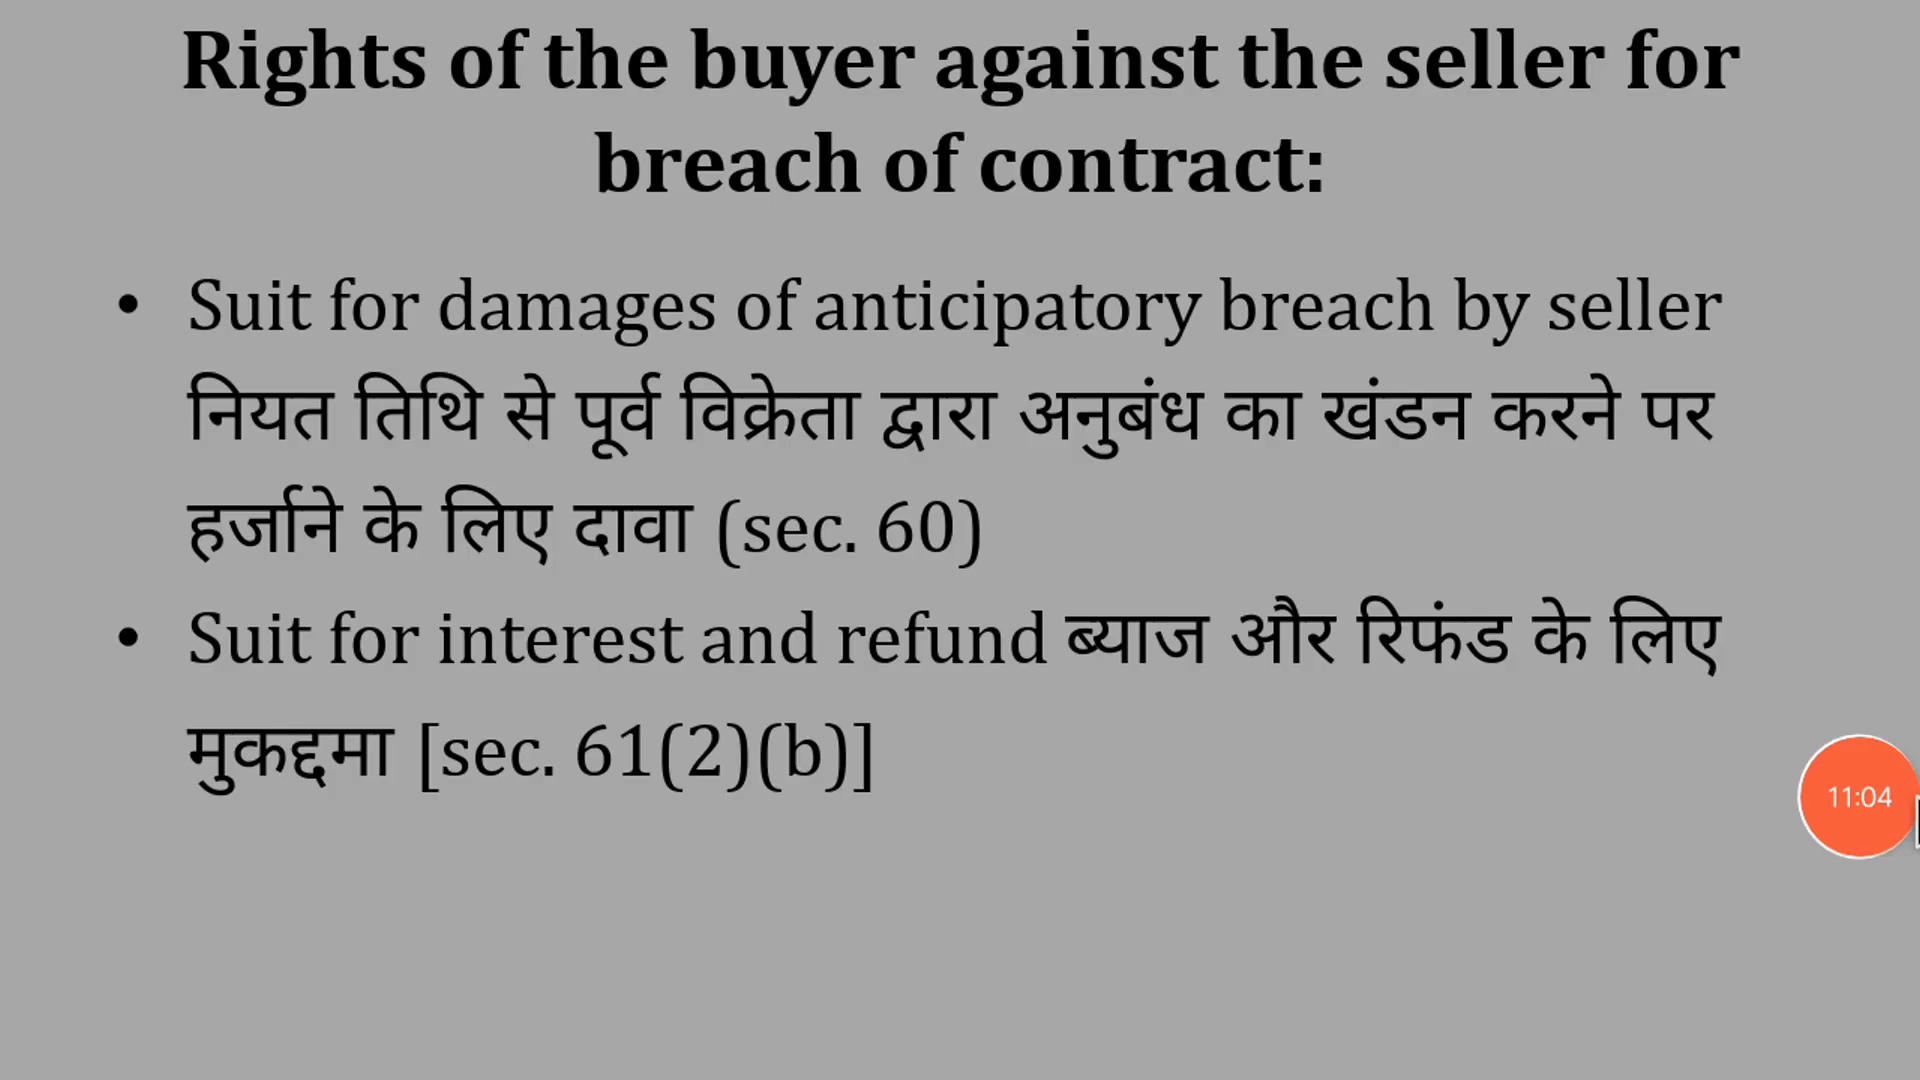 Rights of the buyer against the seller for
breach of contract:
• Suit for damages of anticipatory breach by seller
नियत तिथि से पूर्व विक्रेता द्वारा अनुबंध का खंडन करने पर
हर्जाने के लिए दावा (sec. 60)
• Suit for interest and refund ब्याज और रिफंड के लिए
मुकद्दमा [sec. 61(2)(b)]
11:04